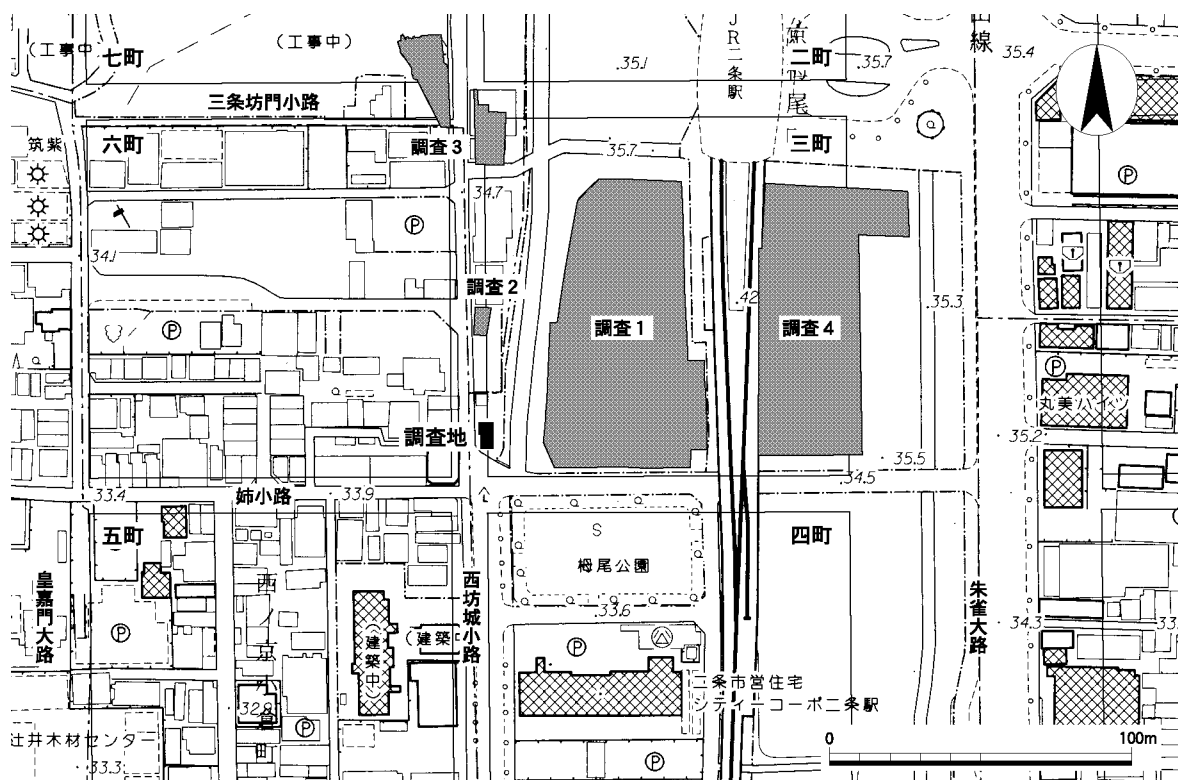 （工事中）
七町
（工事中）
JR二条駅
二町
35.1
35.7
35.4
三条坊門小路
筑紫
六町
調査3
35.7
三町
P
34.7
P
34.1
調査2
.42
35.3
調査1
調査4
P
P
丸美ハイツ
調査地
35.2
35.5
34.5
33.4
姉小路
33.9
五町
S
四町
栂尾公園
皇嘉門大路
西坊城小路
朱雀大路
33.6
34.3
P
建築中
P
二条市営住宅
シティーコーポ二条駅
32.8
P
辻井木材センター
33.3
P
0
100m